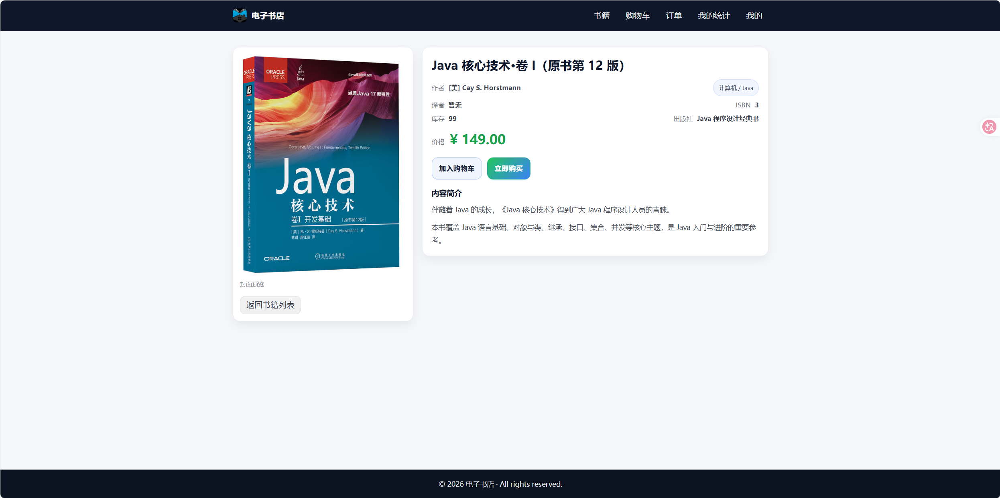 电子书店
书籍 购物车 订单 我的统计 我的
ORACLE
PRESS
ORACLE
PRESS
Java
Java核心技术系列
涵盖Java 17 新特性
Java 核心技术 卷 I
Core Java, Volume I : Fundamentals, Twelfth Edition
Java
核心技术
卷I 开发基础 （原书第12版）
[ 美 ] 凯 · S. 霍斯特曼 ( Cay S. Horstmann ) 著
林琪 苏钰涵 译
ORACLE
机械工业出版社
China Machine Press
封面预览
返回书籍列表
Java 核心技术·卷 I（原书第 12 版）
作者 [美] Cay S. Horstmann
计算机 / Java
译者 暂无
ISBN 3
库存 99
出版社 Java 程序设计经典书
价格 ¥ 149.00
加入购物车 立即购买
内容简介
伴随着 Java 的成长，《Java 核心技术》得到广大 Java 程序设计人员的青睐。
本书覆盖 Java 语言基础、对象与类、继承、接口、集合、并发等核心主题，是 Java 入门与进阶的重要参
考。
© 2026 电子书店 · All rights reserved.